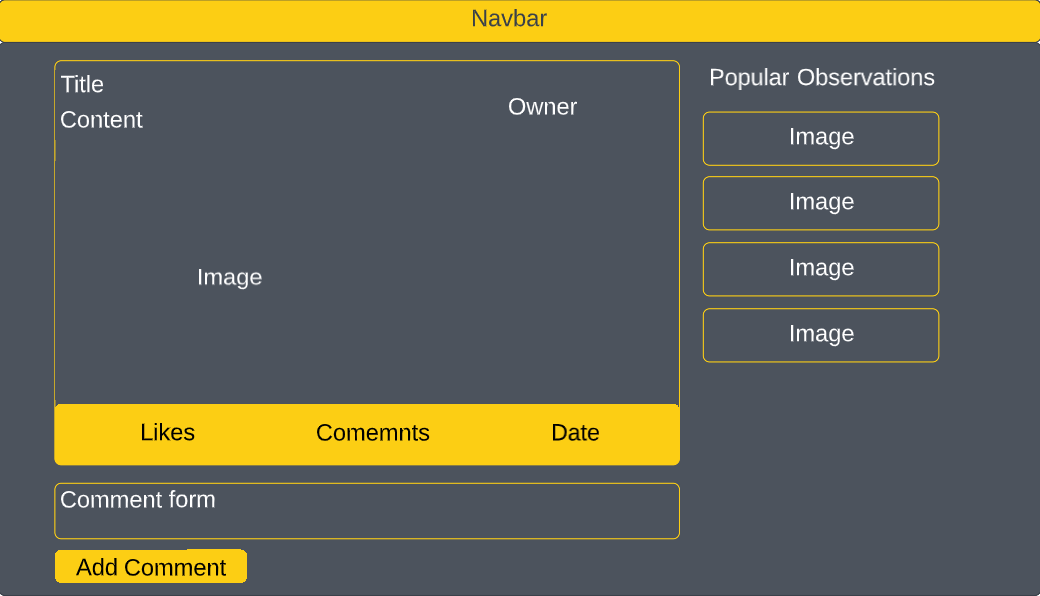 Navbar
Title
Content
Owner
Image
Likes
Comemnts
Date
Comment form
Add Comment
Popular Observations
Image
Image
Image
Image